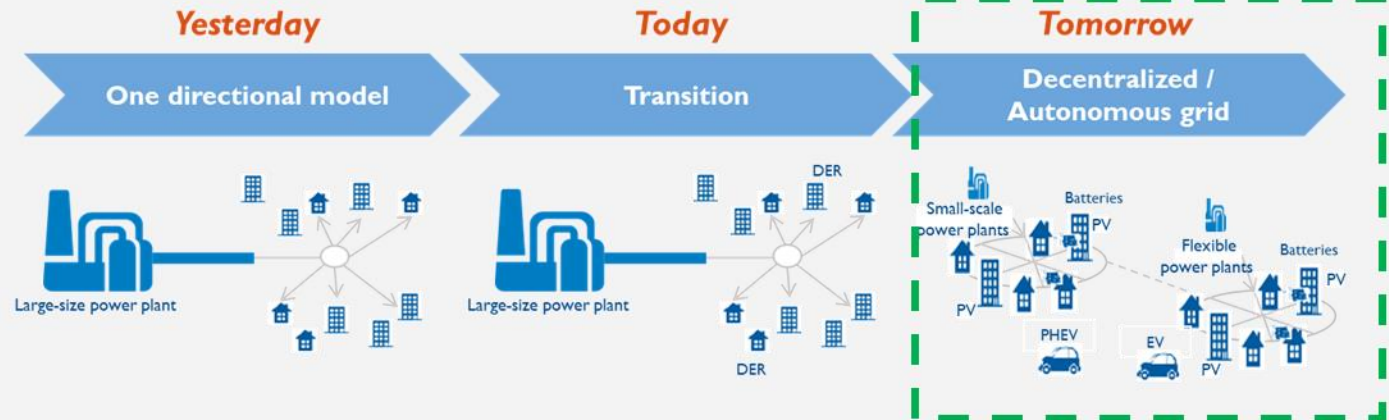 Yesterday
Today
Tomorrow
One directional model
Transition
Decentralized /
Autonomous grid
Large-size power plant
DER
Large-size power plant
DER
Small-scale
power plants
Batteries
PV
PV
Flexible
power plants
Batteries
PV
PV
PHEV
EV